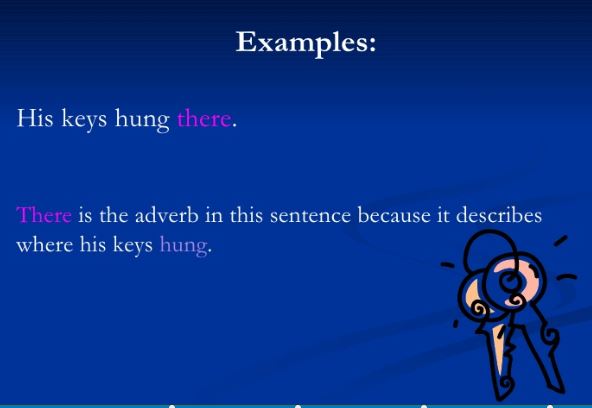 Examples:
His keys hung there.
There is the adverb in this sentence because it describes
where his keys hung.